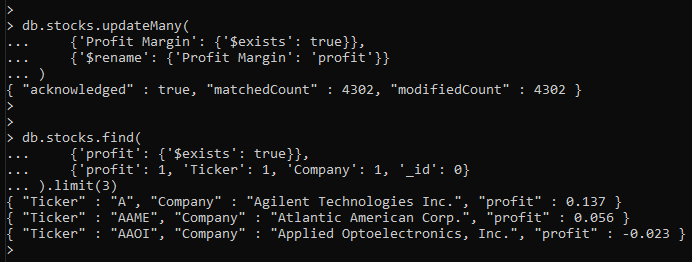 >
> db.stocks.updateMany(
...     {'Profit Margin': {'$exists': true}},
...     {'$rename': {'Profit Margin': 'profit'}}
... )
{ "acknowledged" : true, "matchedCount" : 4302, "modifiedCount" : 4302 }
>
>
> db.stocks.find(
...     {'profit': {'$exists': true}},
...     {'profit': 1, 'Ticker': 1, 'Company': 1, '_id': 0}
... ).limit(3)
{ "Ticker" : "A", "Company" : "Agilent Technologies Inc.", "profit" : 0.137 }
{ "Ticker" : "AAME", "Company" : "Atlantic American Corp.", "profit" : 0.056 }
{ "Ticker" : "AAOI", "Company" : "Applied Optoelectronics, Inc.", "profit" : -0.023 }
>